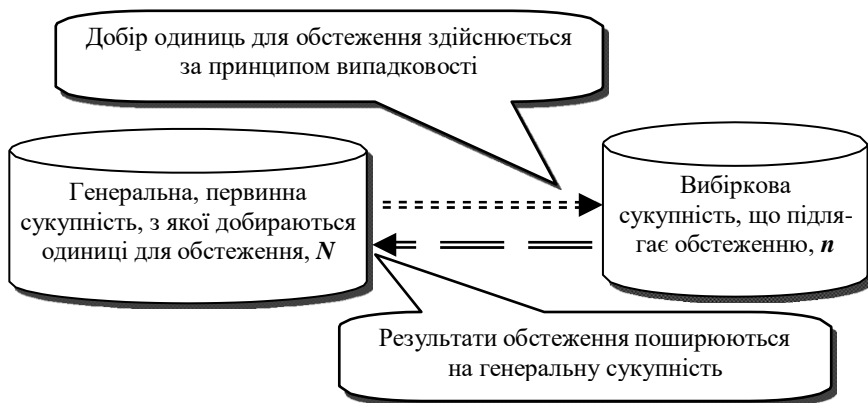 Добір одиниць для обстеження здійснюється
за принципом випадковості
Генеральна, первинна
сукупність, з якої добираються
одиниці для обстеження, N
Вибіркова
сукупність, що підля-
гає обстеженню, n
Результати обстеження поширюються
на генеральну сукупність